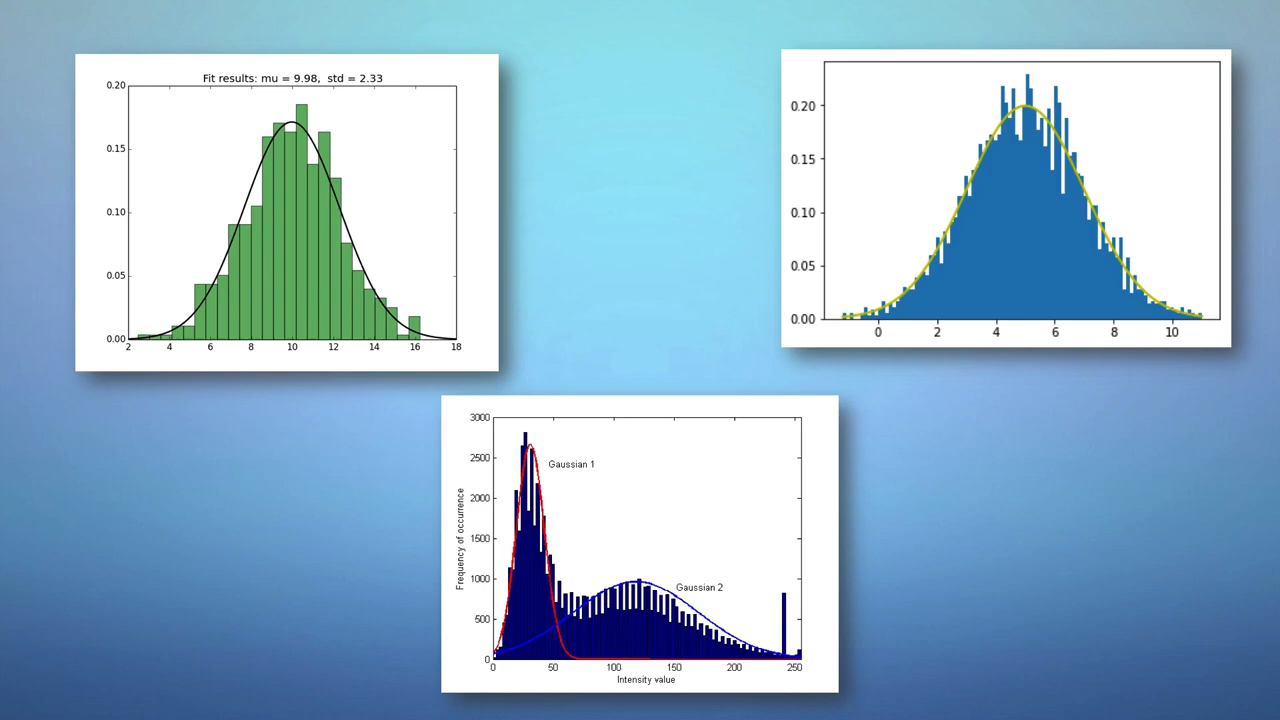 Fit results: mu = 9.98, std = 2.33
0.20
0.15
0.10
0.05
0.00
2 4 6 8 10 12 14 16 18
0.20
0.15
0.10
0.05
0.00
0 2 4 6 8 10
3000
2500
2000
1500
1000
500
0
Frequency of occurrence
Gaussian 1
Gaussian 2
0 50 100 150 200 250
Intensity value